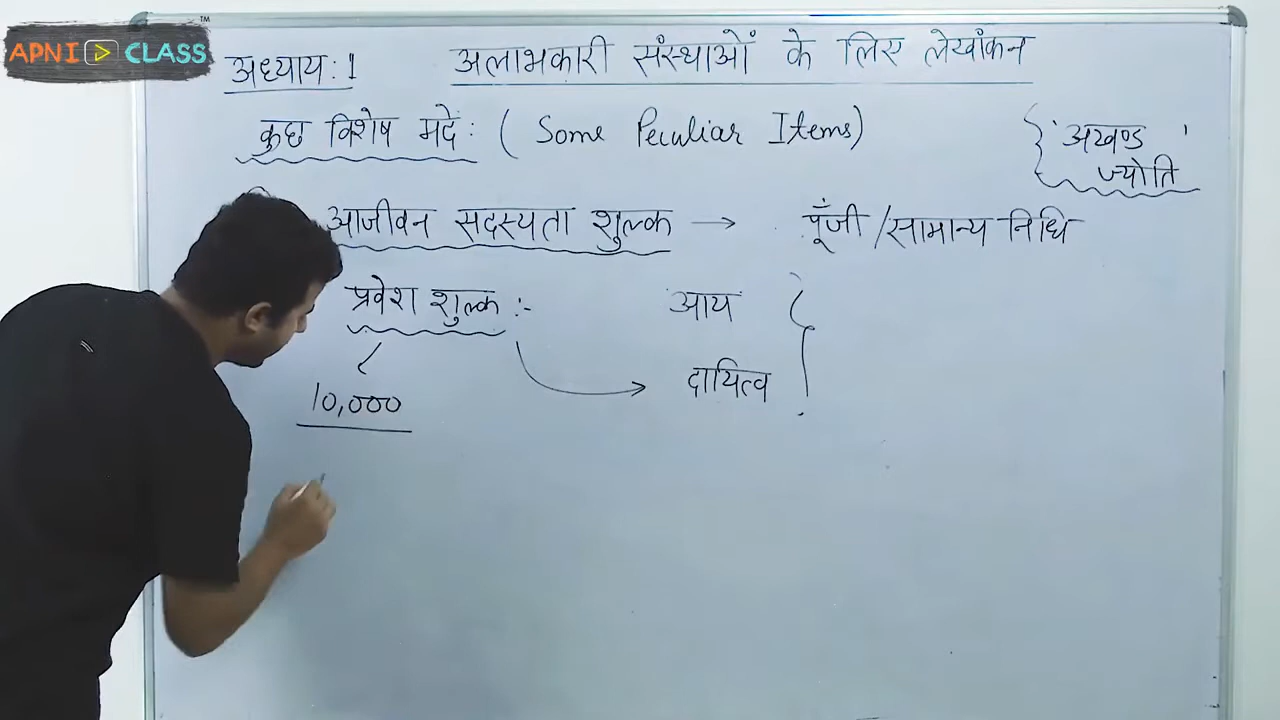 APNI CLASS TM
अध्याय: 1 अलाभकारी संस्थाओं के लिए लेखांकन
कुछ विशेष मदें: ( Some Peculiar Items)
'अखण्ड '
ज्योति
आजीवन सदस्यता शुल्क → पूँजी /सामान्य निधि
प्रवेश शुल्क :- आय
दायित्व
10,000